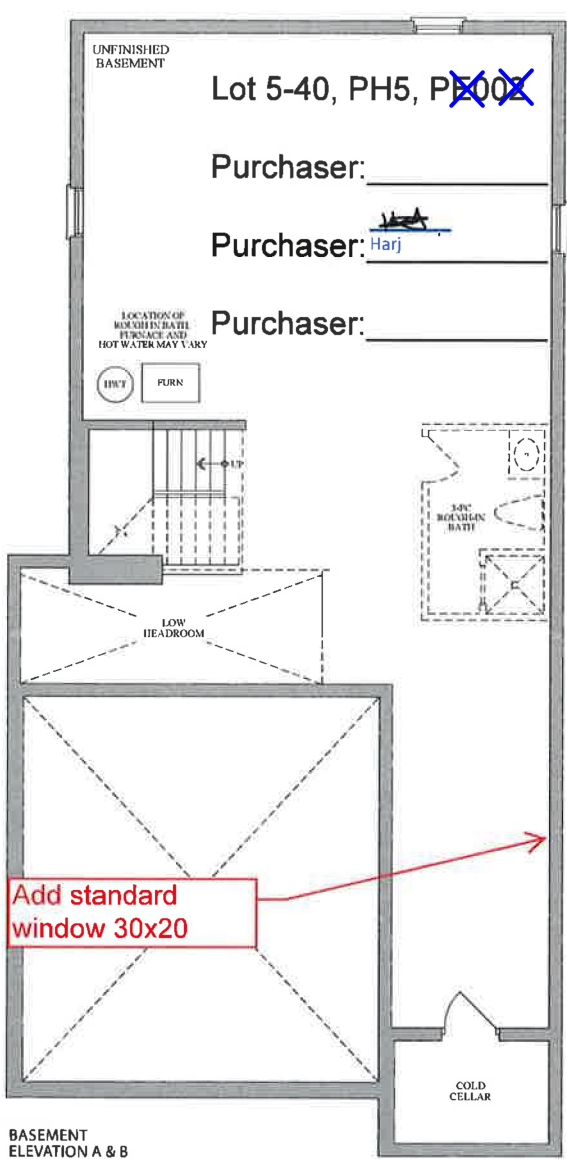 UNFINISHED
BASEMENT
Lot 5-40, PH5, PE002
Purchaser:
Purchaser: Harj
Purchaser:
LOCATION OF
ROUGH IN BATH,
FURNACE AND
HOT WATER MAY VARY
HWT
FURN
UP
3-PC
ROUGH-IN
BATH
LOW
HEADROOM
Add standard
window 30x20
COLD
CELLAR
BASEMENT
ELEVATION A & B